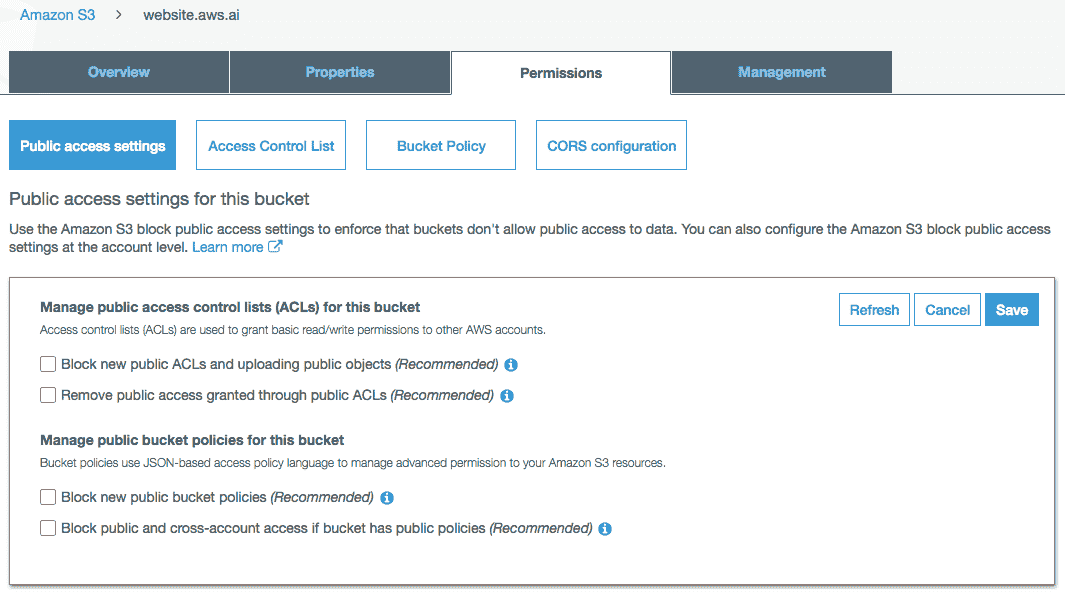 Amazon S3 > website.aws.ai
Overview Properties Permissions Management
Public access settings Access Control List Bucket Policy CORS configuration
Public access settings for this bucket
Use the Amazon S3 block public access settings to enforce that buckets don't allow public access to data. You can also configure the Amazon S3 block public access
settings at the account level. Learn more
Manage public access control lists (ACLs) for this bucket
Refresh Cancel Save
Access control lists (ACLs) are used to grant basic read/write permissions to other AWS accounts.
Block new public ACLs and uploading public objects (Recommended)
Remove public access granted through public ACLs (Recommended)
Manage public bucket policies for this bucket
Bucket policies use JSON-based access policy language to manage advanced permission to your Amazon S3 resources.
Block new public bucket policies (Recommended)
Block public and cross-account access if bucket has public policies (Recommended)